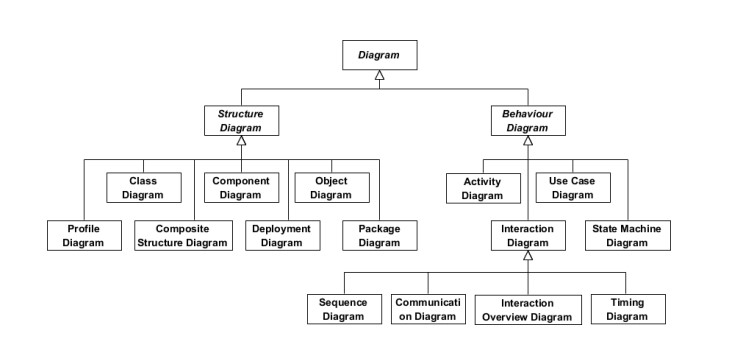 Diagram
Structure
Diagram
Behaviour
Diagram
Class
Diagram
Component
Diagram
Object
Diagram
Activity
Diagram
Use Case
Diagram
Profile
Diagram
Composite
Structure Diagram
Deployment
Diagram
Package
Diagram
Interaction
Diagram
State Machine
Diagram
Sequence
Diagram
Communicati
on Diagram
Interaction
Overview Diagram
Timing
Diagram